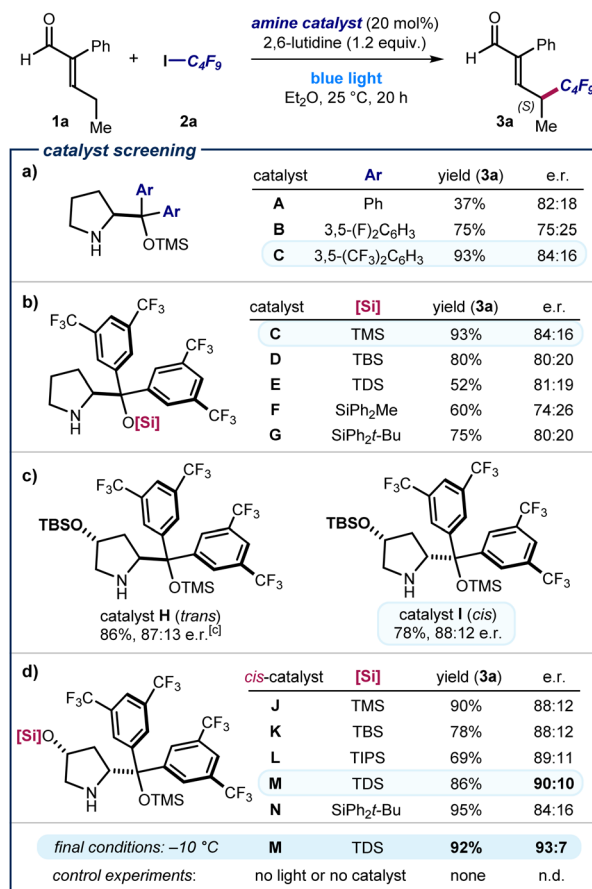 amine catalyst (20 mol%)
2,6-lutidine (1.2 equiv.)
blue light
Et2O, 25 °C, 20 h
O
H
Ph
Me
1a
+
I
C4F9
2a
O
H
Ph
C4F9
(S)
Me
3a
catalyst screening
a)
Ar
Ar
N
H
OTMS
catalyst Ar yield (3a) e.r.
A Ph 37% 82:18
B 3,5-(F)2C6H3 75% 75:25
C 3,5-(CF3)2C6H3 93% 84:16
b)
CF3
F3C
CF3
CF3
N
H
O[Si]
catalyst [Si] yield (3a) e.r.
C TMS 93% 84:16
D TBS 80% 80:20
E TDS 52% 81:19
F SiPh2Me 60% 74:26
G SiPh2t-Bu 75% 80:20
c)
CF3
F3C
CF3
CF3
TBSO
N
H
OTMS
catalyst H (trans)
86%, 87:13 e.r.[c]
CF3
F3C
CF3
CF3
TBSO
N
H
OTMS
catalyst I (cis)
78%, 88:12 e.r.
d)
CF3
F3C
CF3
CF3
[Si]O
N
H
OTMS
cis-catalyst [Si] yield (3a) e.r.
J TMS 90% 88:12
K TBS 78% 88:12
L TIPS 69% 89:11
M TDS 86% 90:10
N SiPh2t-Bu 95% 84:16
final conditions: –10 °C M TDS 92% 93:7
control experiments: no light or no catalyst none n.d.